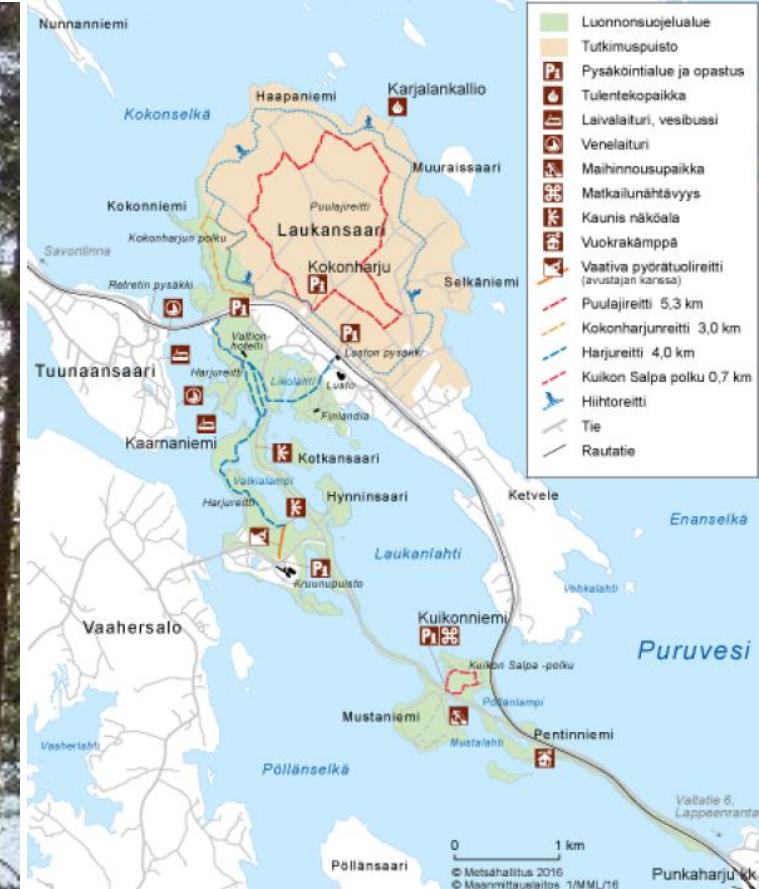 Nunnanniemi
Luonnonsuojelualue
Tutkimuspuisto
Pysäköintialue ja opastus
Tulentekopaikka
Laivalaituri, vesibussi
Venelaituri
Maihinnousupaikka
Matkailunähtävyys
Kaunis näköala
Vuokrakämppä
Vaativa pyörätuolireitti
(avustajan kanssa)
Puulajireitti 5,3 km
Kokonharjunreitti 3,0 km
Harjureitti 4,0 km
Kuikon Salpa polku 0,7 km
Hiihtoreitti
Tie
Rautatie
Karjalankallio
Haapaniemi
Kokonselkä
Muuraissaari
Kokonniemi
Puulajireitti
Laukansaari
Kokonharjun polku
Savonlinna
Kokonharju
Selkäniemi
Retretin pysäkki
Valtion-
hotelli
Luston pysäkki
Tuunaansaari
Harjureitti
Likolahti
Lusto
Finlandia
Kaarnaniemi
Kotkansaari
Valkialampi
Hynninsaari
Ketvele
Harjureitti
Enanselkä
Laukanlahti
Kruunupuisto
Vehkalahti
Kuikonniemi
Vaahersalo
Puruvesi
Kuikon Salpa -polku
Pöllänlampi
Mustaniemi
Pentinniemi
Mustalahti
Vaaherlahti
Pöllänselkä
Valtatie 6,
Lappeenranta
0 1 km
Pöllänsaari
© Metsähallitus 2016
© Maanmittauslaitos 1/MML/16
Punkaharju kk